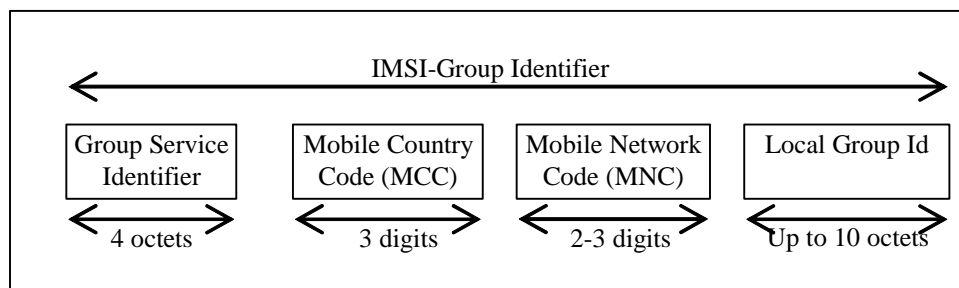 IMSI-Group Identifier
Group Service
Identifier
Mobile Country
Code (MCC)
Mobile Network
Code (MNC)
Local Group Id
4 octets
3 digits
2-3 digits
Up to 10 octets